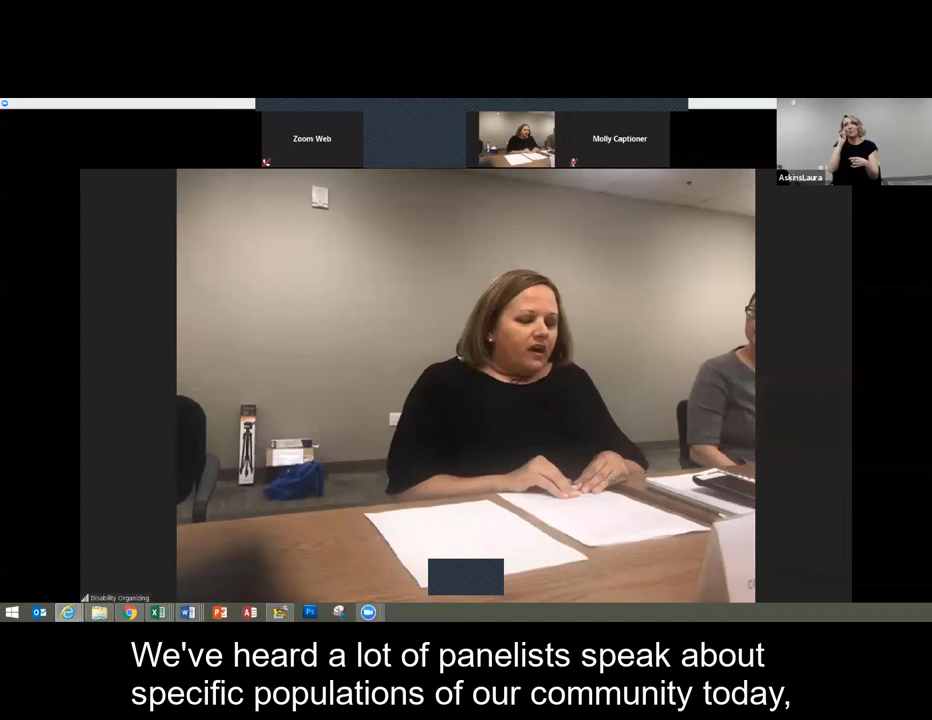 Zoom Web
Molly Captioner
AskinsLaura
Disability Organizing
We've heard a lot of panelists speak about
specific populations of our community today,